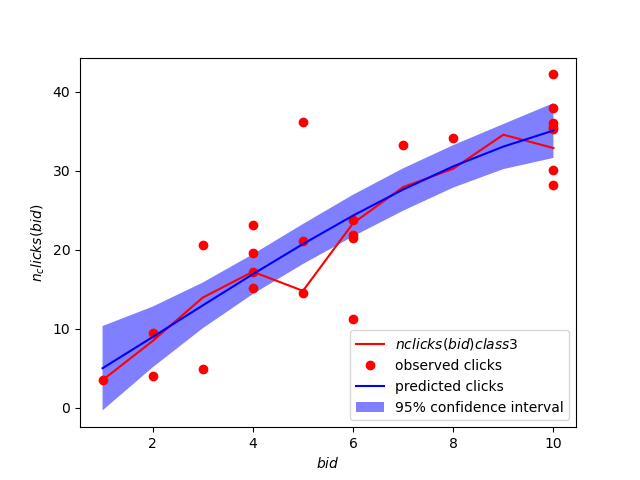 40
30
20
10
0
n_clicks(bid)
2
4
6
8
10
bid
nclicks(bid)class3
observed clicks
predicted clicks
95% confidence interval